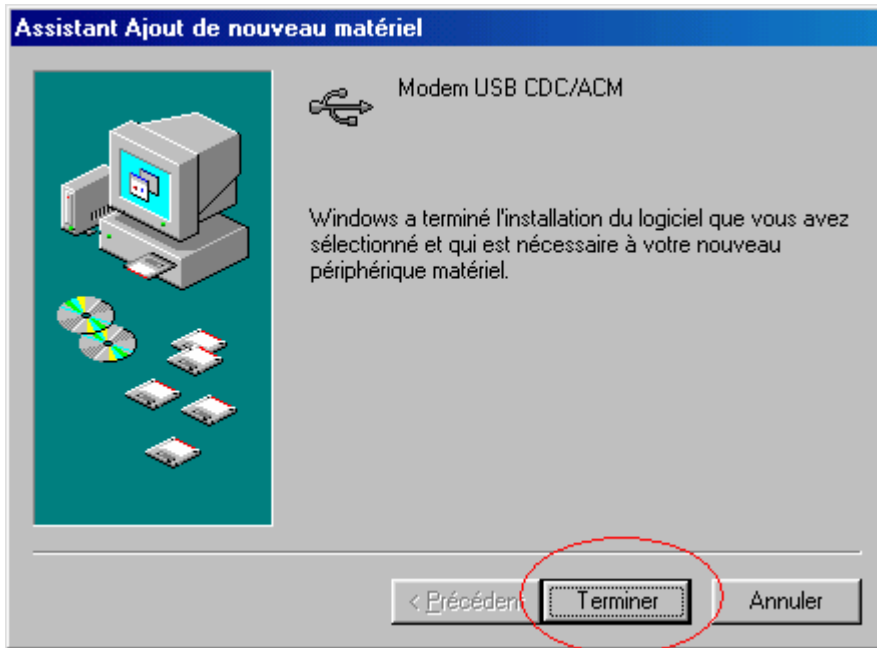 Assistant Ajout de nouveau matériel
Modem USB CDC/ACM
Windows a terminé l'installation du logiciel que vous avez
sélectionné et qui est nécessaire à votre nouveau
périphérique matériel.
< Précédent Terminer Annuler